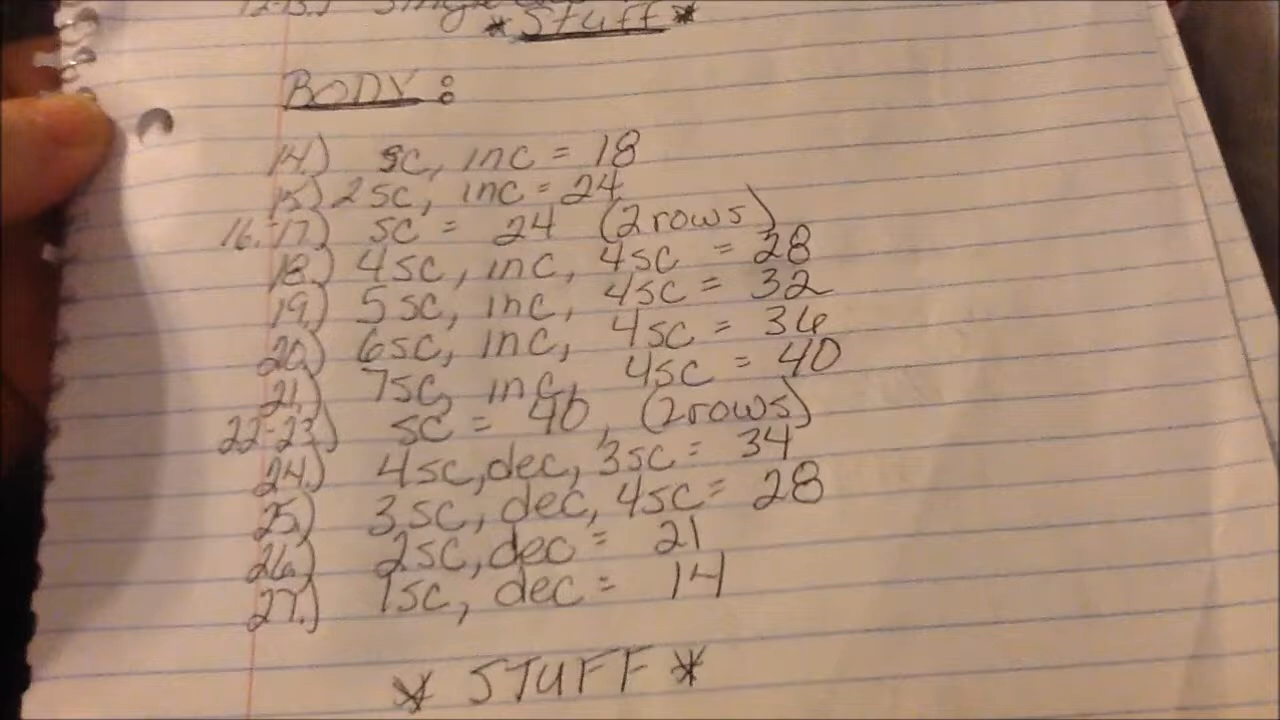 12-13.) Single
*Stuff*
BODY:
14.) sc, inc = 18
15.) 2sc, inc = 24
16.-17.) sc = 24 (2 rows)
18.) 4sc, inc, 4sc = 28
19.) 5sc, inc, 4sc = 32
20.) 6sc, inc, 4sc = 36
21.) 7sc, inc, 4sc = 40
22-23.) sc = 40, (2 rows)
24.) 4sc, dec, 3sc = 34
25.) 3sc, dec, 4sc = 28
26.) 2sc, dec = 21
27.) 1sc, dec = 14
* STUFF *